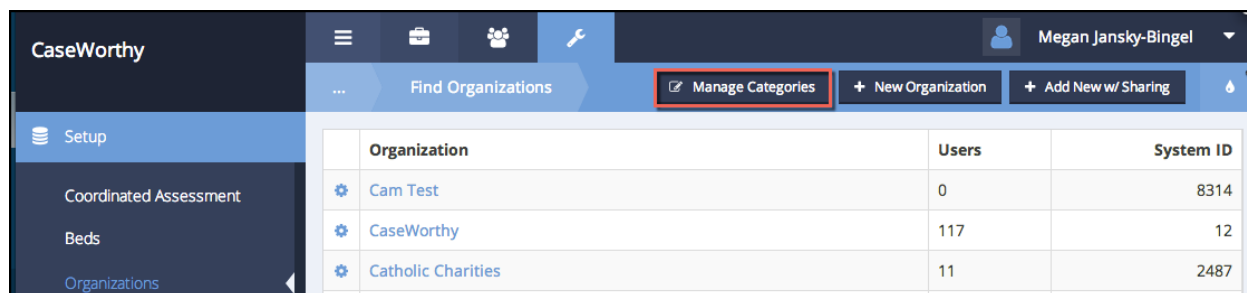 CaseWorthy
Megan Jansky-Bingel
... Find Organizations Manage Categories + New Organization + Add New w/ Sharing
Setup
Coordinated Assessment
Beds
Organizations
Organization Users System ID
Cam Test 0 8314
CaseWorthy 117 12
Catholic Charities 11 2487